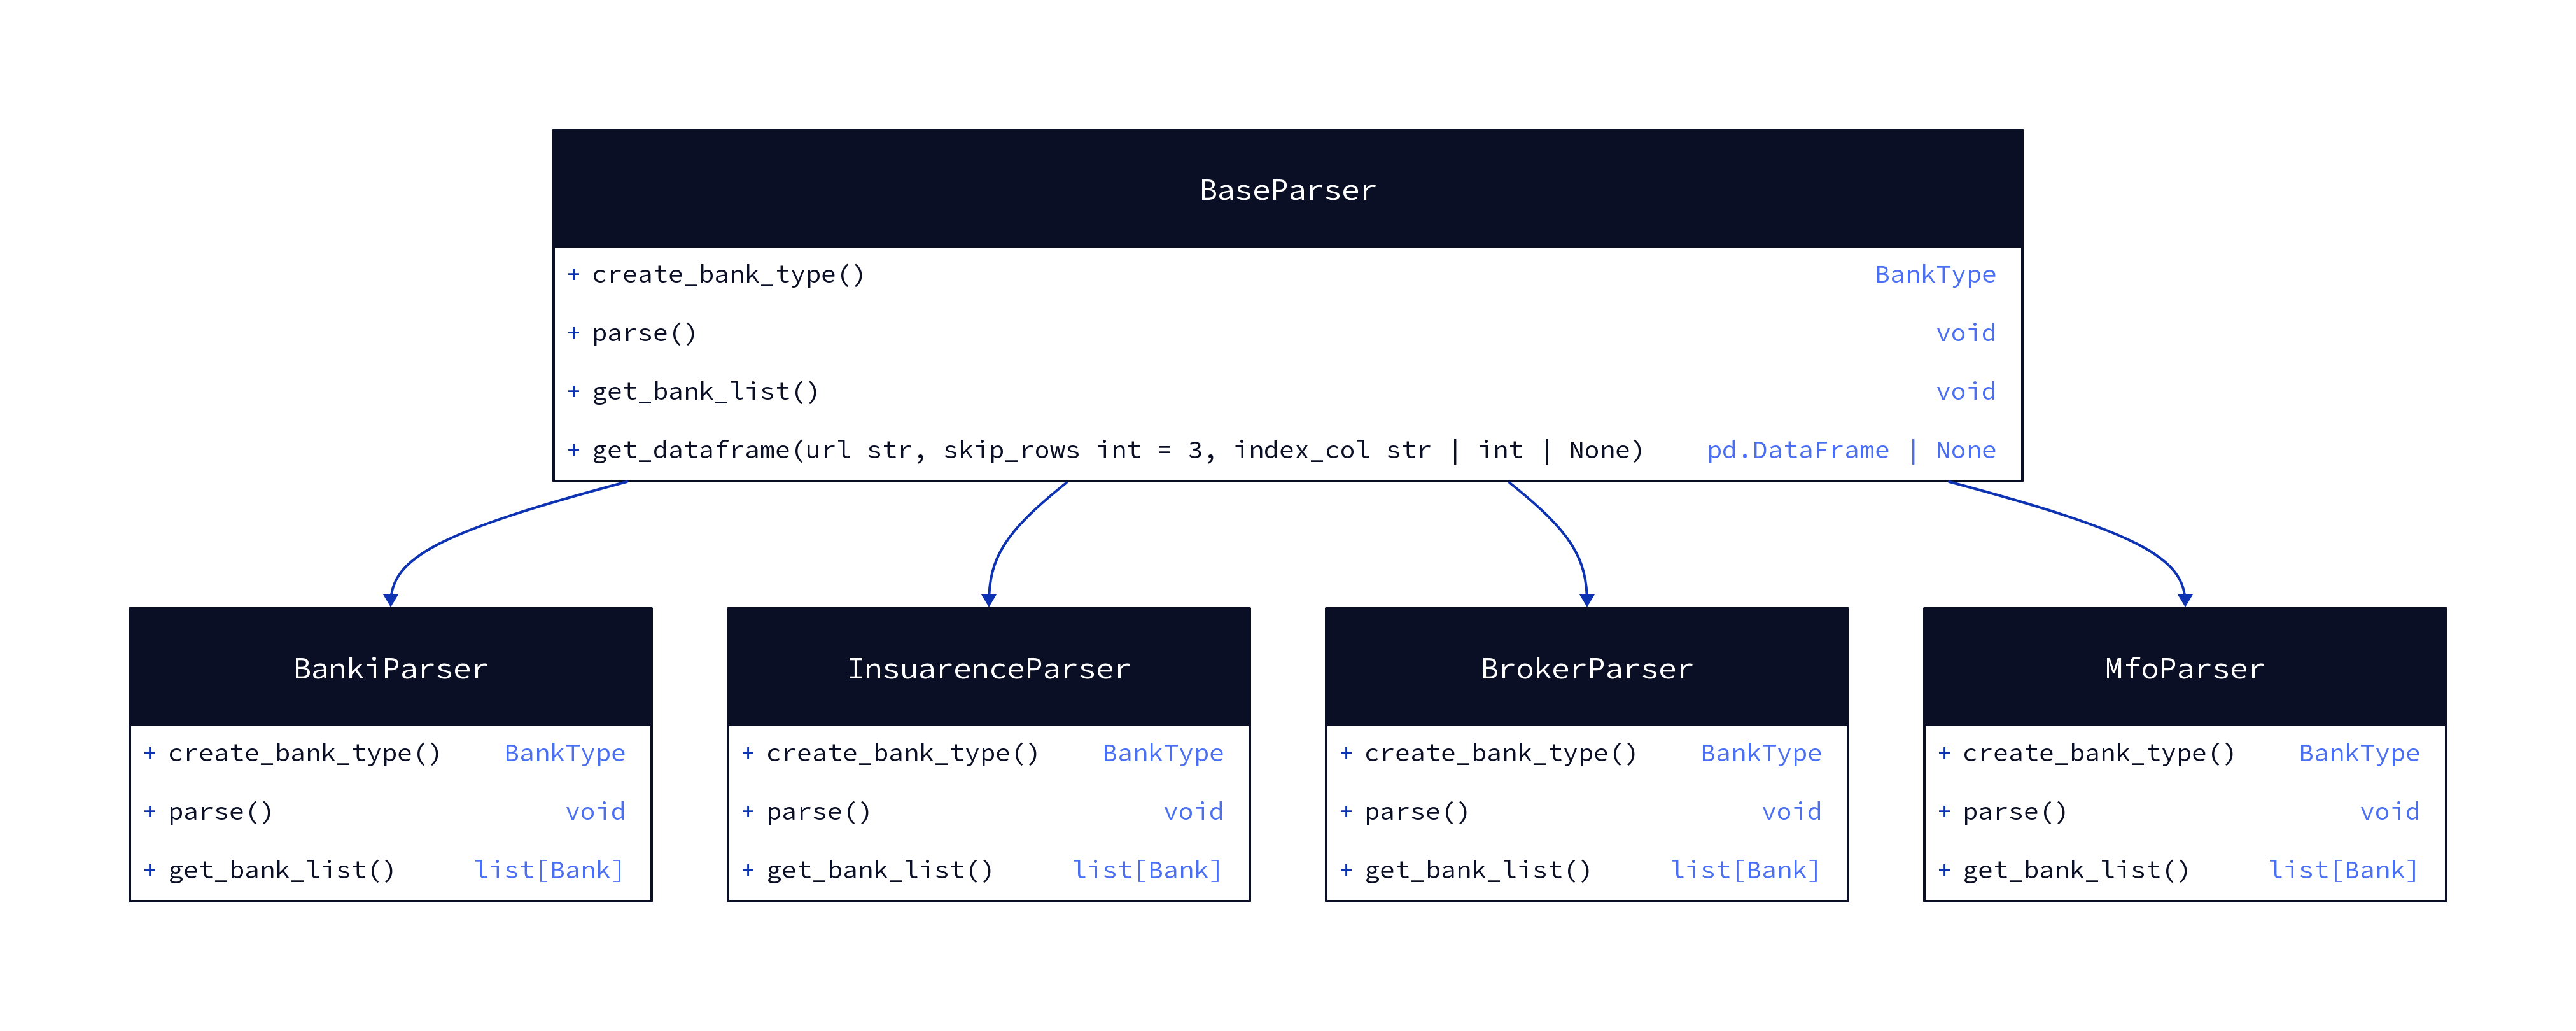 BaseParser
+ create_bank_type() BankType
+ parse() void
+ get_bank_list() void
+ get_dataframe(url str, skip_rows int = 3, index_col str | int | None) pd.DataFrame | None
BankiParser
+ create_bank_type() BankType
+ parse() void
+ get_bank_list() list[Bank]
InsuarenceParser
+ create_bank_type() BankType
+ parse() void
+ get_bank_list() list[Bank]
BrokerParser
+ create_bank_type() BankType
+ parse() void
+ get_bank_list() list[Bank]
MfoParser
+ create_bank_type() BankType
+ parse() void
+ get_bank_list() list[Bank]